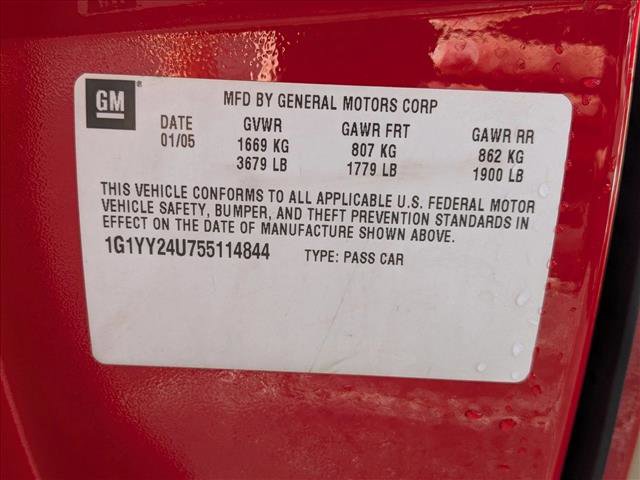 GM
MFD BY GENERAL MOTORS CORP
DATE GVWR GAWR FRT GAWR RR
01/05 1669 KG 807 KG 862 KG
3679 LB 1779 LB 1900 LB
THIS VEHICLE CONFORMS TO ALL APPLICABLE U.S. FEDERAL MOTOR
VEHICLE SAFETY, BUMPER, AND THEFT PREVENTION STANDARDS IN
EFFECT ON THE DATE OF MANUFACTURE SHOWN ABOVE.
1G1YY24U755114844 TYPE: PASS CAR